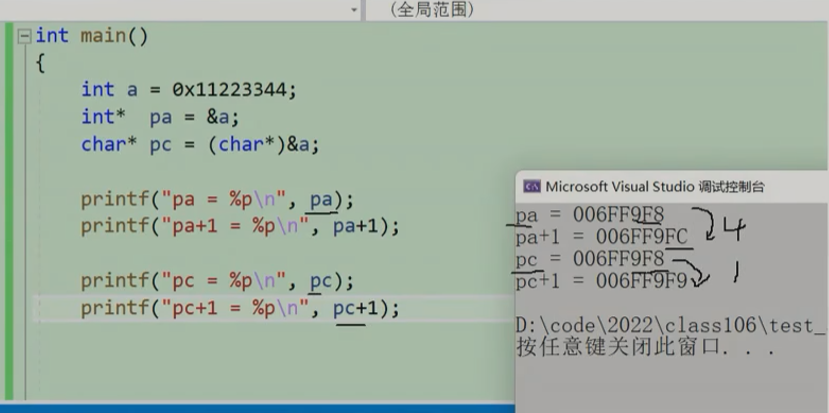 (全局范围)
int main()
{
int a = 0x11223344;
int* pa = &a;
char* pc = (char*)&a;
printf("pa = %p\n", pa);
printf("pa+1 = %p\n", pa+1);
printf("pc = %p\n", pc);
printf("pc+1 = %p\n", pc+1);
Microsoft Visual Studio 调试控制台
pa = 006FF9F8
pa+1 = 006FF9FC
4
pc = 006FF9F8
pc+1 = 006FF9F9
1
D:\code\2022\class106\test_
按任意键关闭此窗口. . .